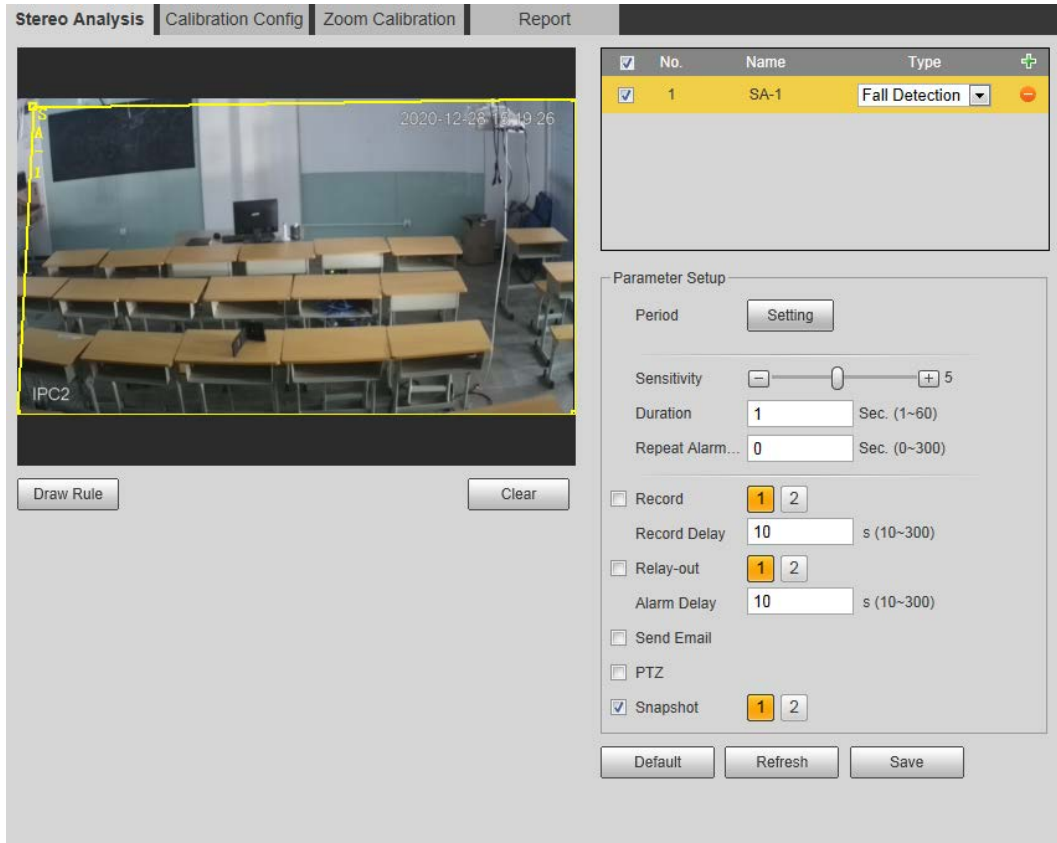 Stereo Analysis Calibration Config Zoom Calibration Report
No. Name Type
1 SA-1 Fall Detection
SA-1
IPC2
Draw Rule Clear
Parameter Setup
Period Setting
Sensitivity 5
Duration 1 Sec. (1~60)
Repeat Alarm... 0 Sec. (0~300)
Record 1 2
Record Delay 10 s (10~300)
Relay-out 1 2
Alarm Delay 10 s (10~300)
Send Email
PTZ
Snapshot 1 2
Default Refresh Save